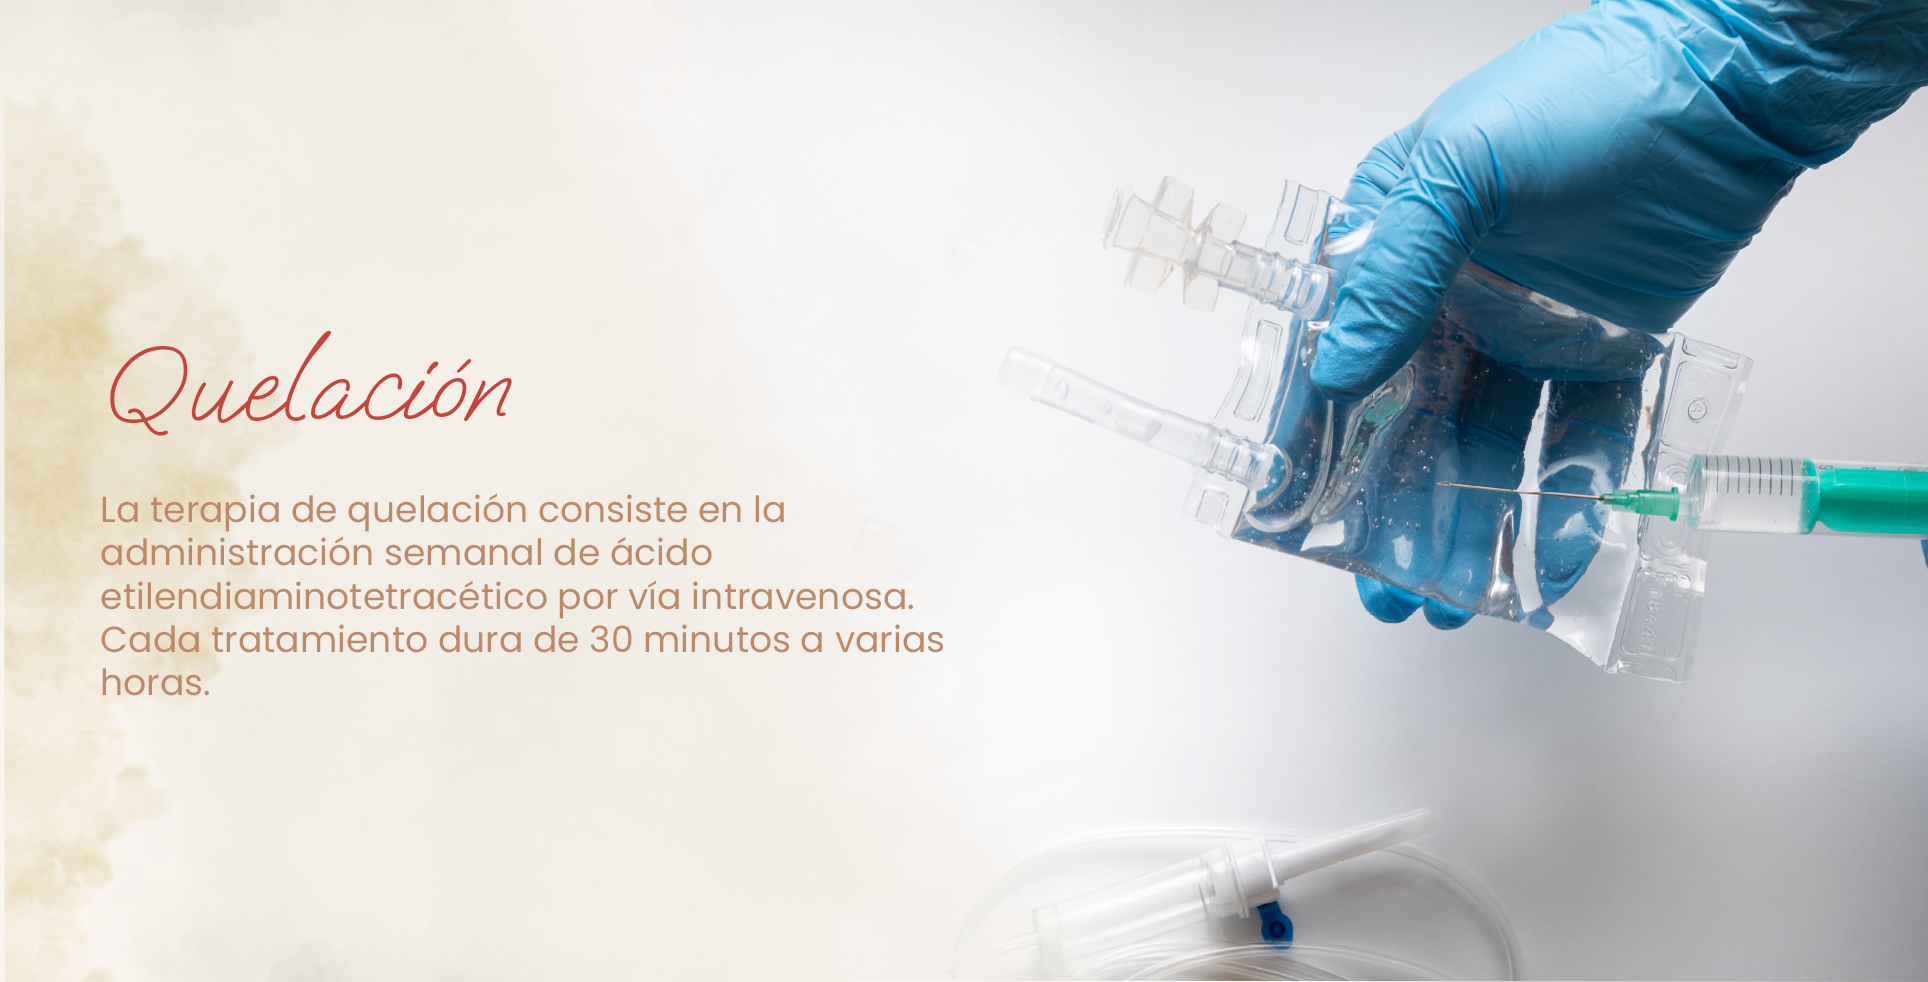 Quelación
La terapia de quelación consiste en la
administración semanal de ácido
etilendiaminotetracético por vía intravenosa.
Cada tratamiento dura de 30 minutos a varias
horas.